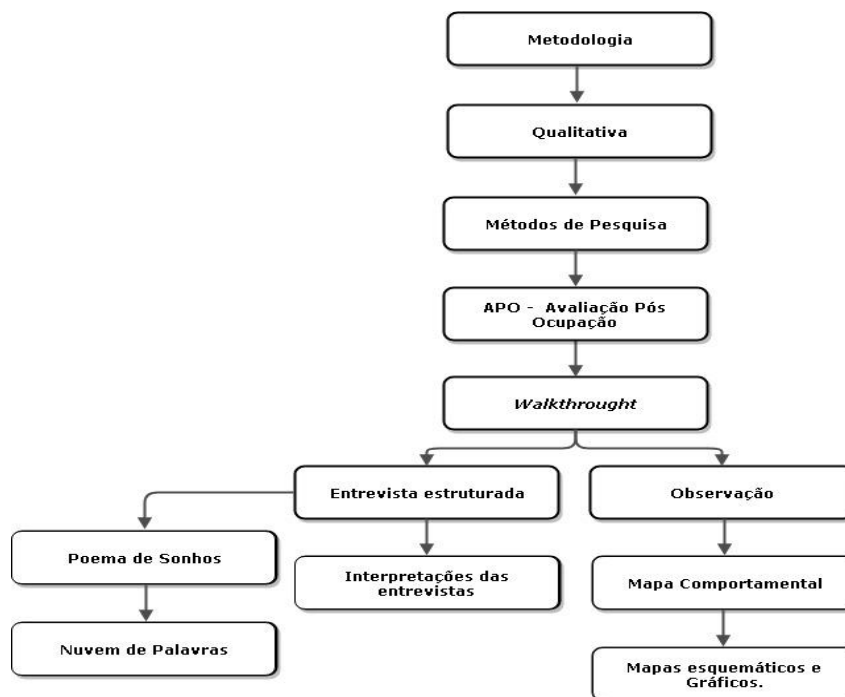 Metodologia
Qualitativa
Métodos de Pesquisa
APO - Avaliação Pós
Ocupação
Walkthrought
Entrevista estruturada
Observação
Poema de Sonhos
Interpretações das
entrevistas
Mapa Comportamental
Nuvem de Palavras
Mapas esquemáticos e
Gráficos.